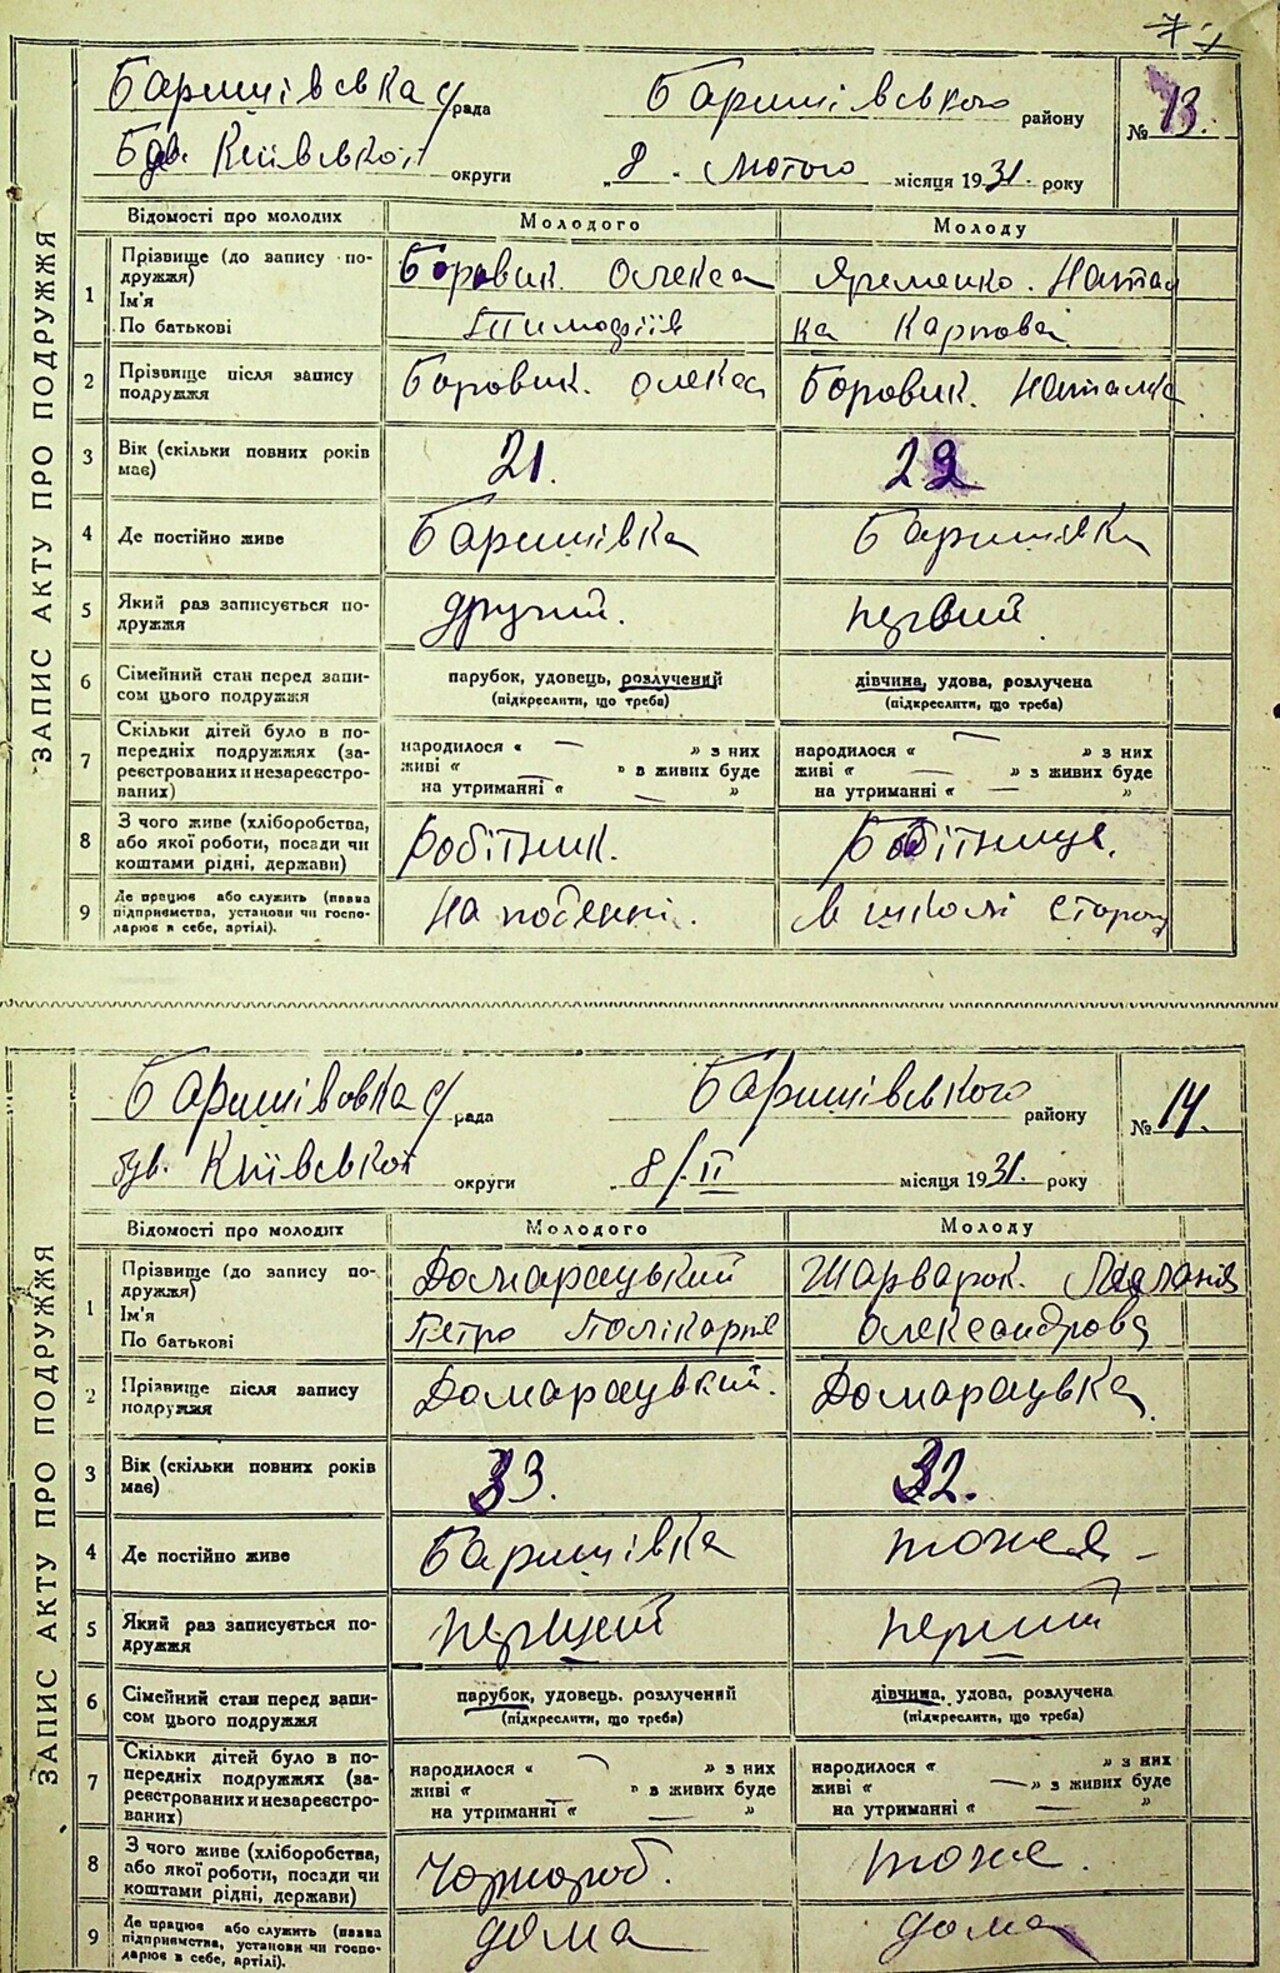 Баришівська с/рада Баришівського району № 13.
Був. Київської округи „8" лютого місяця 1931. року
ЗАПИС АКТУ ПРО ПОДРУЖЖЯ
Відомості про молодих Молодого Молоду
1 Прізвище (до запису подружжя) Боровик. Олекса Яременко. Натал
Ім'я
По батькові Тимофіїв ка Карпова
2 Прізвище після запису подружжя Боровик. Олекса Боровик. Наталка
3 Вік (скільки повних років має) 21. 22
4 Де постійно живе Баришівка Баришівка
5 Який раз записується подружжя другий. первий
6 Сімейний стан перед записом цього подружжя парубок, удовець, розлучений дівчина, удова, розлучена
(підкреслити, що треба) (підкреслити, що треба)
7 Скільки дітей було в попередніх подружжях (зареєстрованих и незареєстрованих)
народилося « — » з них народилося « — » з них
живі « — » в живих буде живі « — » з живих буде
на утриманні « — » на утриманні « — »
8 З чого живе (хліборобства, або якої роботи, посади чи коштами рідні, держави) Робітник. Робітниця.
9 Де працює або служить (назва підприємства, установи чи господарює в себе, артілі). На поденні. в школі сторож
Баришівська с/рада Баришівського району № 14.
був. Київської округи 8/II місяця 1931. року
ЗАПИС АКТУ ПРО ПОДРУЖЖЯ
Відомості про молодих Молодого Молоду
1 Прізвище (до запису подружжя) Домарацький Шарварок. Меланія
Ім'я
По батькові Петро Полікарпів Олександрова
2 Прізвище після запису подружжя Домарацький. Домарацька
3 Вік (скільки повних років має) 33. 32.
4 Де постійно живе Баришівка тоже
5 Який раз записується подружжя перший перший
6 Сімейний стан перед записом цього подружжя парубок, удовець. розлучений дівчина, удова, розлучена
(підкреслити, що треба) (підкреслити, що треба)
7 Скільки дітей було в попередніх подружжях (зареєстрованих и незареєстрованих)
народилося « — » з них народилося « » з них
живі « — » в живих буде живі « — » з живих буде
на утриманні « — » на утриманні « — »
8 З чого живе (хліборобства, або якої роботи, посади чи коштами рідні, держави) Чорнороб. тоже.
9 Де працює або служить (назва підприємства, установи чи господарює в себе, артілі). дома дома